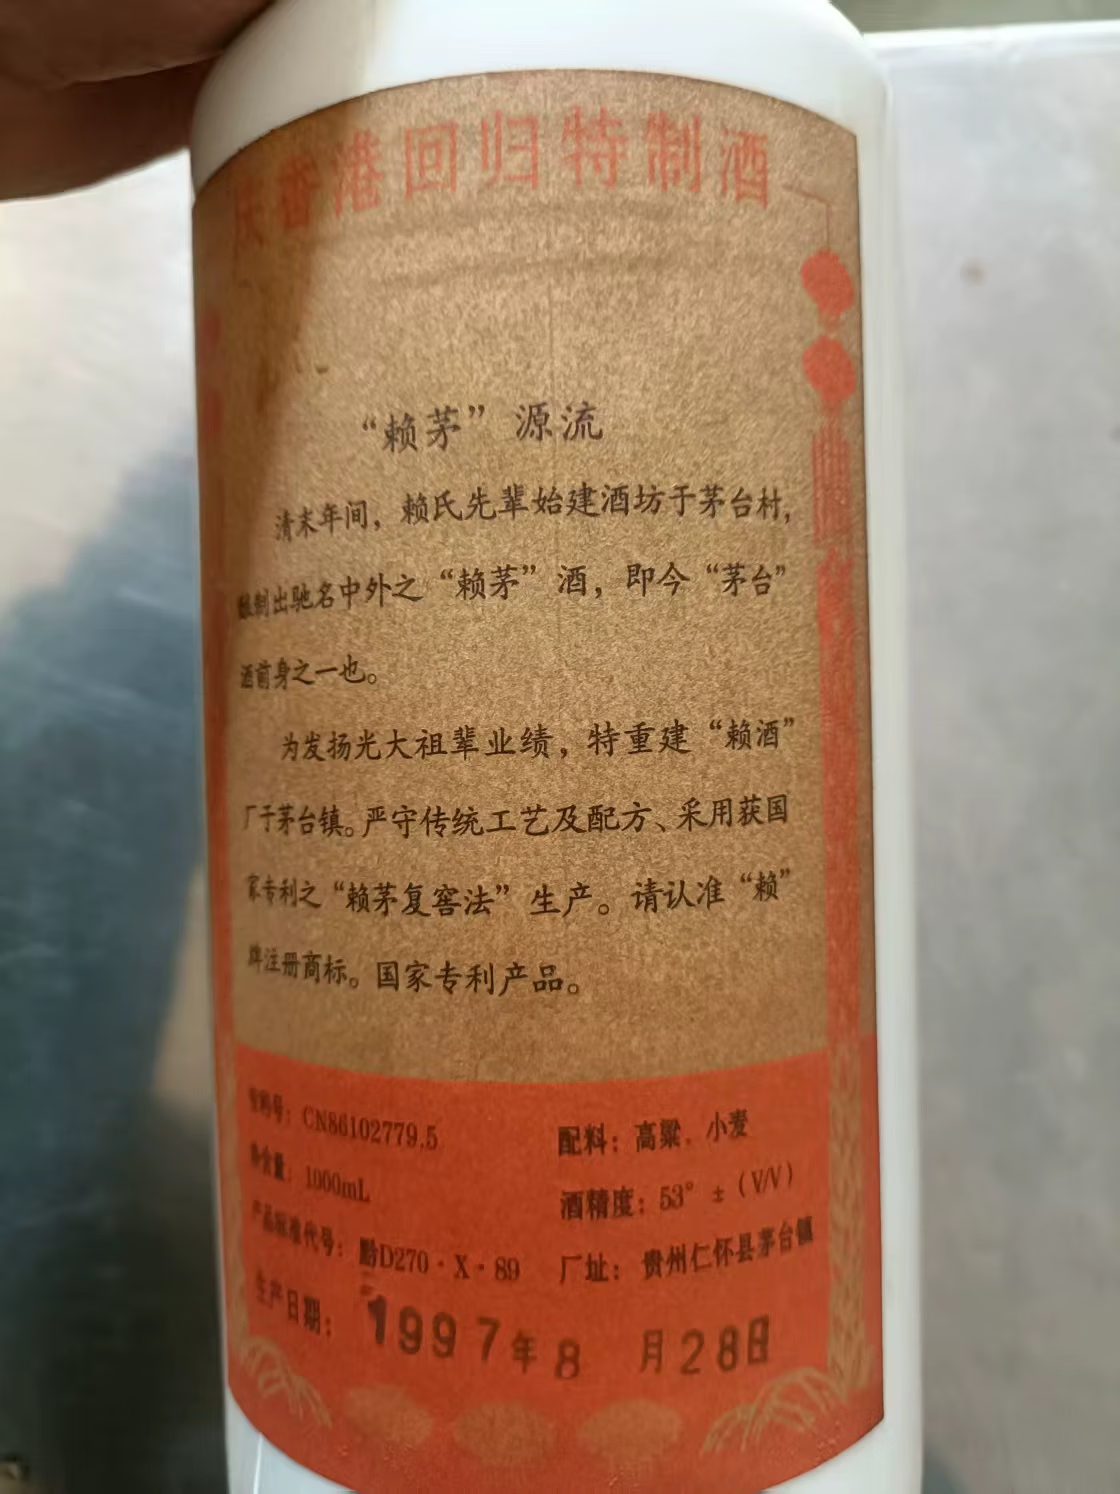 庆香港回归特制酒
“赖茅”源流
清末年间，赖氏先辈始建酒坊于茅台村，
酿制出驰名中外之“赖茅”酒，即今“茅台”
酒前身之一也。
为发扬光大祖辈业绩，特重建“赖酒”
厂于茅台镇。严守传统工艺及配方、采用获国
家专利之“赖茅复窖法”生产。请认准“赖”
牌注册商标。国家专利产品。
专利号：CN86102779.5
净含量：1000mL
产品标准代号：黔D270·X·89
生产日期：1997年8月28日
配料：高粱、小麦
酒精度：53°±（V/V）
厂址：贵州仁怀县茅台镇